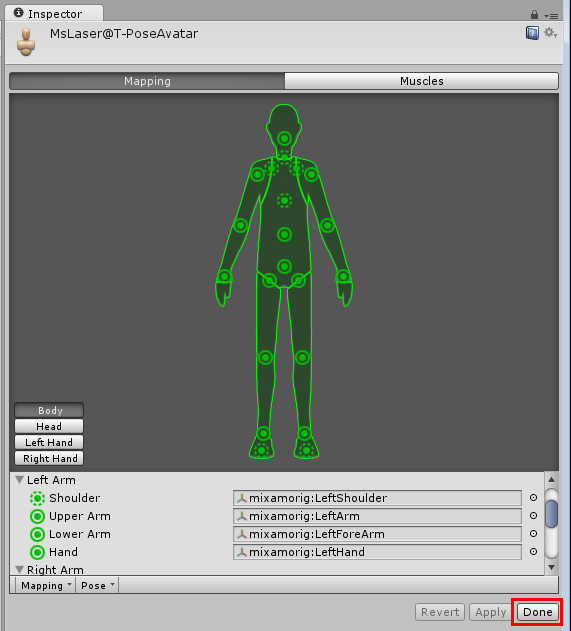 Inspector
MsLaser@T-PoseAvatar
Mapping Muscles
Body
Head
Left Hand
Right Hand
Left Arm
Shoulder mixamorig:LeftShoulder
Upper Arm mixamorig:LeftArm
Lower Arm mixamorig:LeftForeArm
Hand mixamorig:LeftHand
Right Arm
Mapping Pose
Revert Apply Done